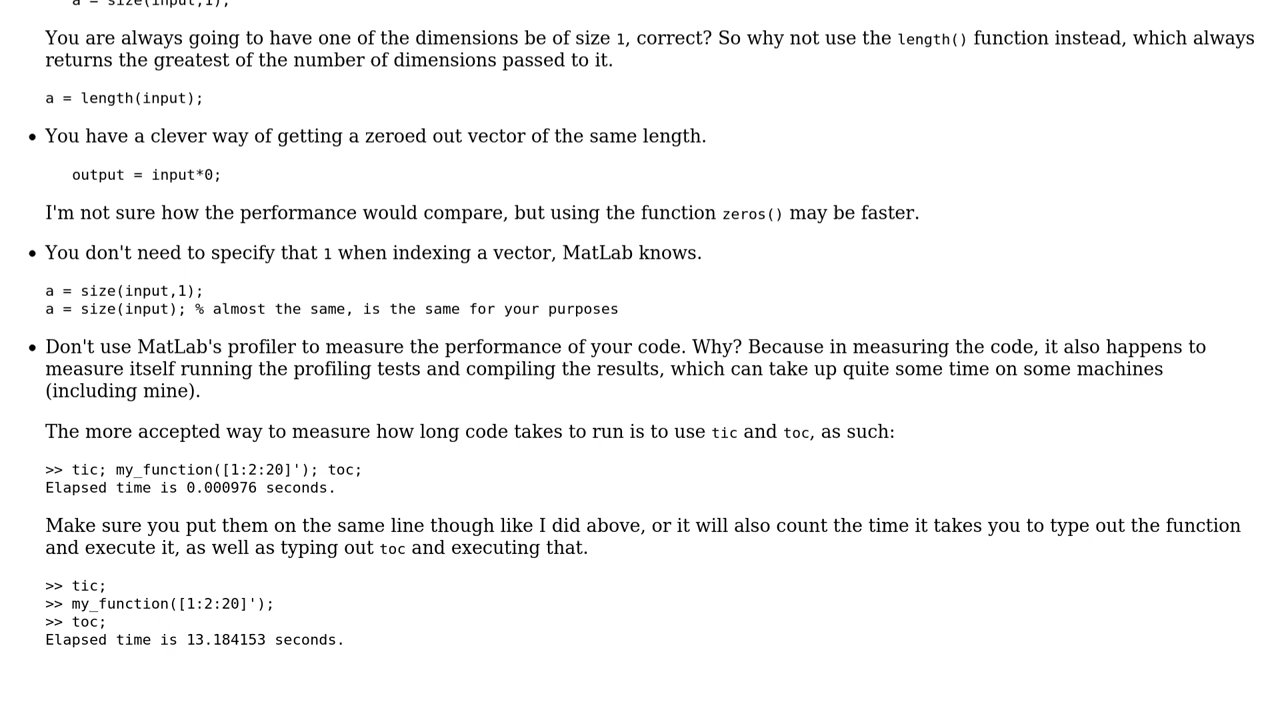 a = size(input,1);
You are always going to have one of the dimensions be of size 1, correct? So why not use the length() function instead, which always
returns the greatest of the number of dimensions passed to it.
a = length(input);
• You have a clever way of getting a zeroed out vector of the same length.
output = input*0;
I'm not sure how the performance would compare, but using the function zeros() may be faster.
• You don't need to specify that 1 when indexing a vector, MatLab knows.
a = size(input,1);
a = size(input); % almost the same, is the same for your purposes
• Don't use MatLab's profiler to measure the performance of your code. Why? Because in measuring the code, it also happens to
measure itself running the profiling tests and compiling the results, which can take up quite some time on some machines
(including mine).
The more accepted way to measure how long code takes to run is to use tic and toc, as such:
>> tic; my_function([1:2:20]'); toc;
Elapsed time is 0.000976 seconds.
Make sure you put them on the same line though like I did above, or it will also count the time it takes you to type out the function
and execute it, as well as typing out toc and executing that.
>> tic;
>> my_function([1:2:20]');
>> toc;
Elapsed time is 13.184153 seconds.